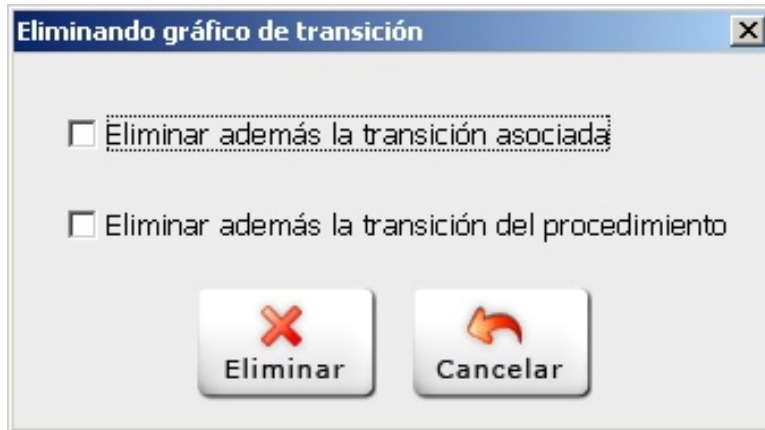 Eliminando gráfico de transición
Eliminar además la transición asociada
Eliminar además la transición del procedimiento
Eliminar
Cancelar